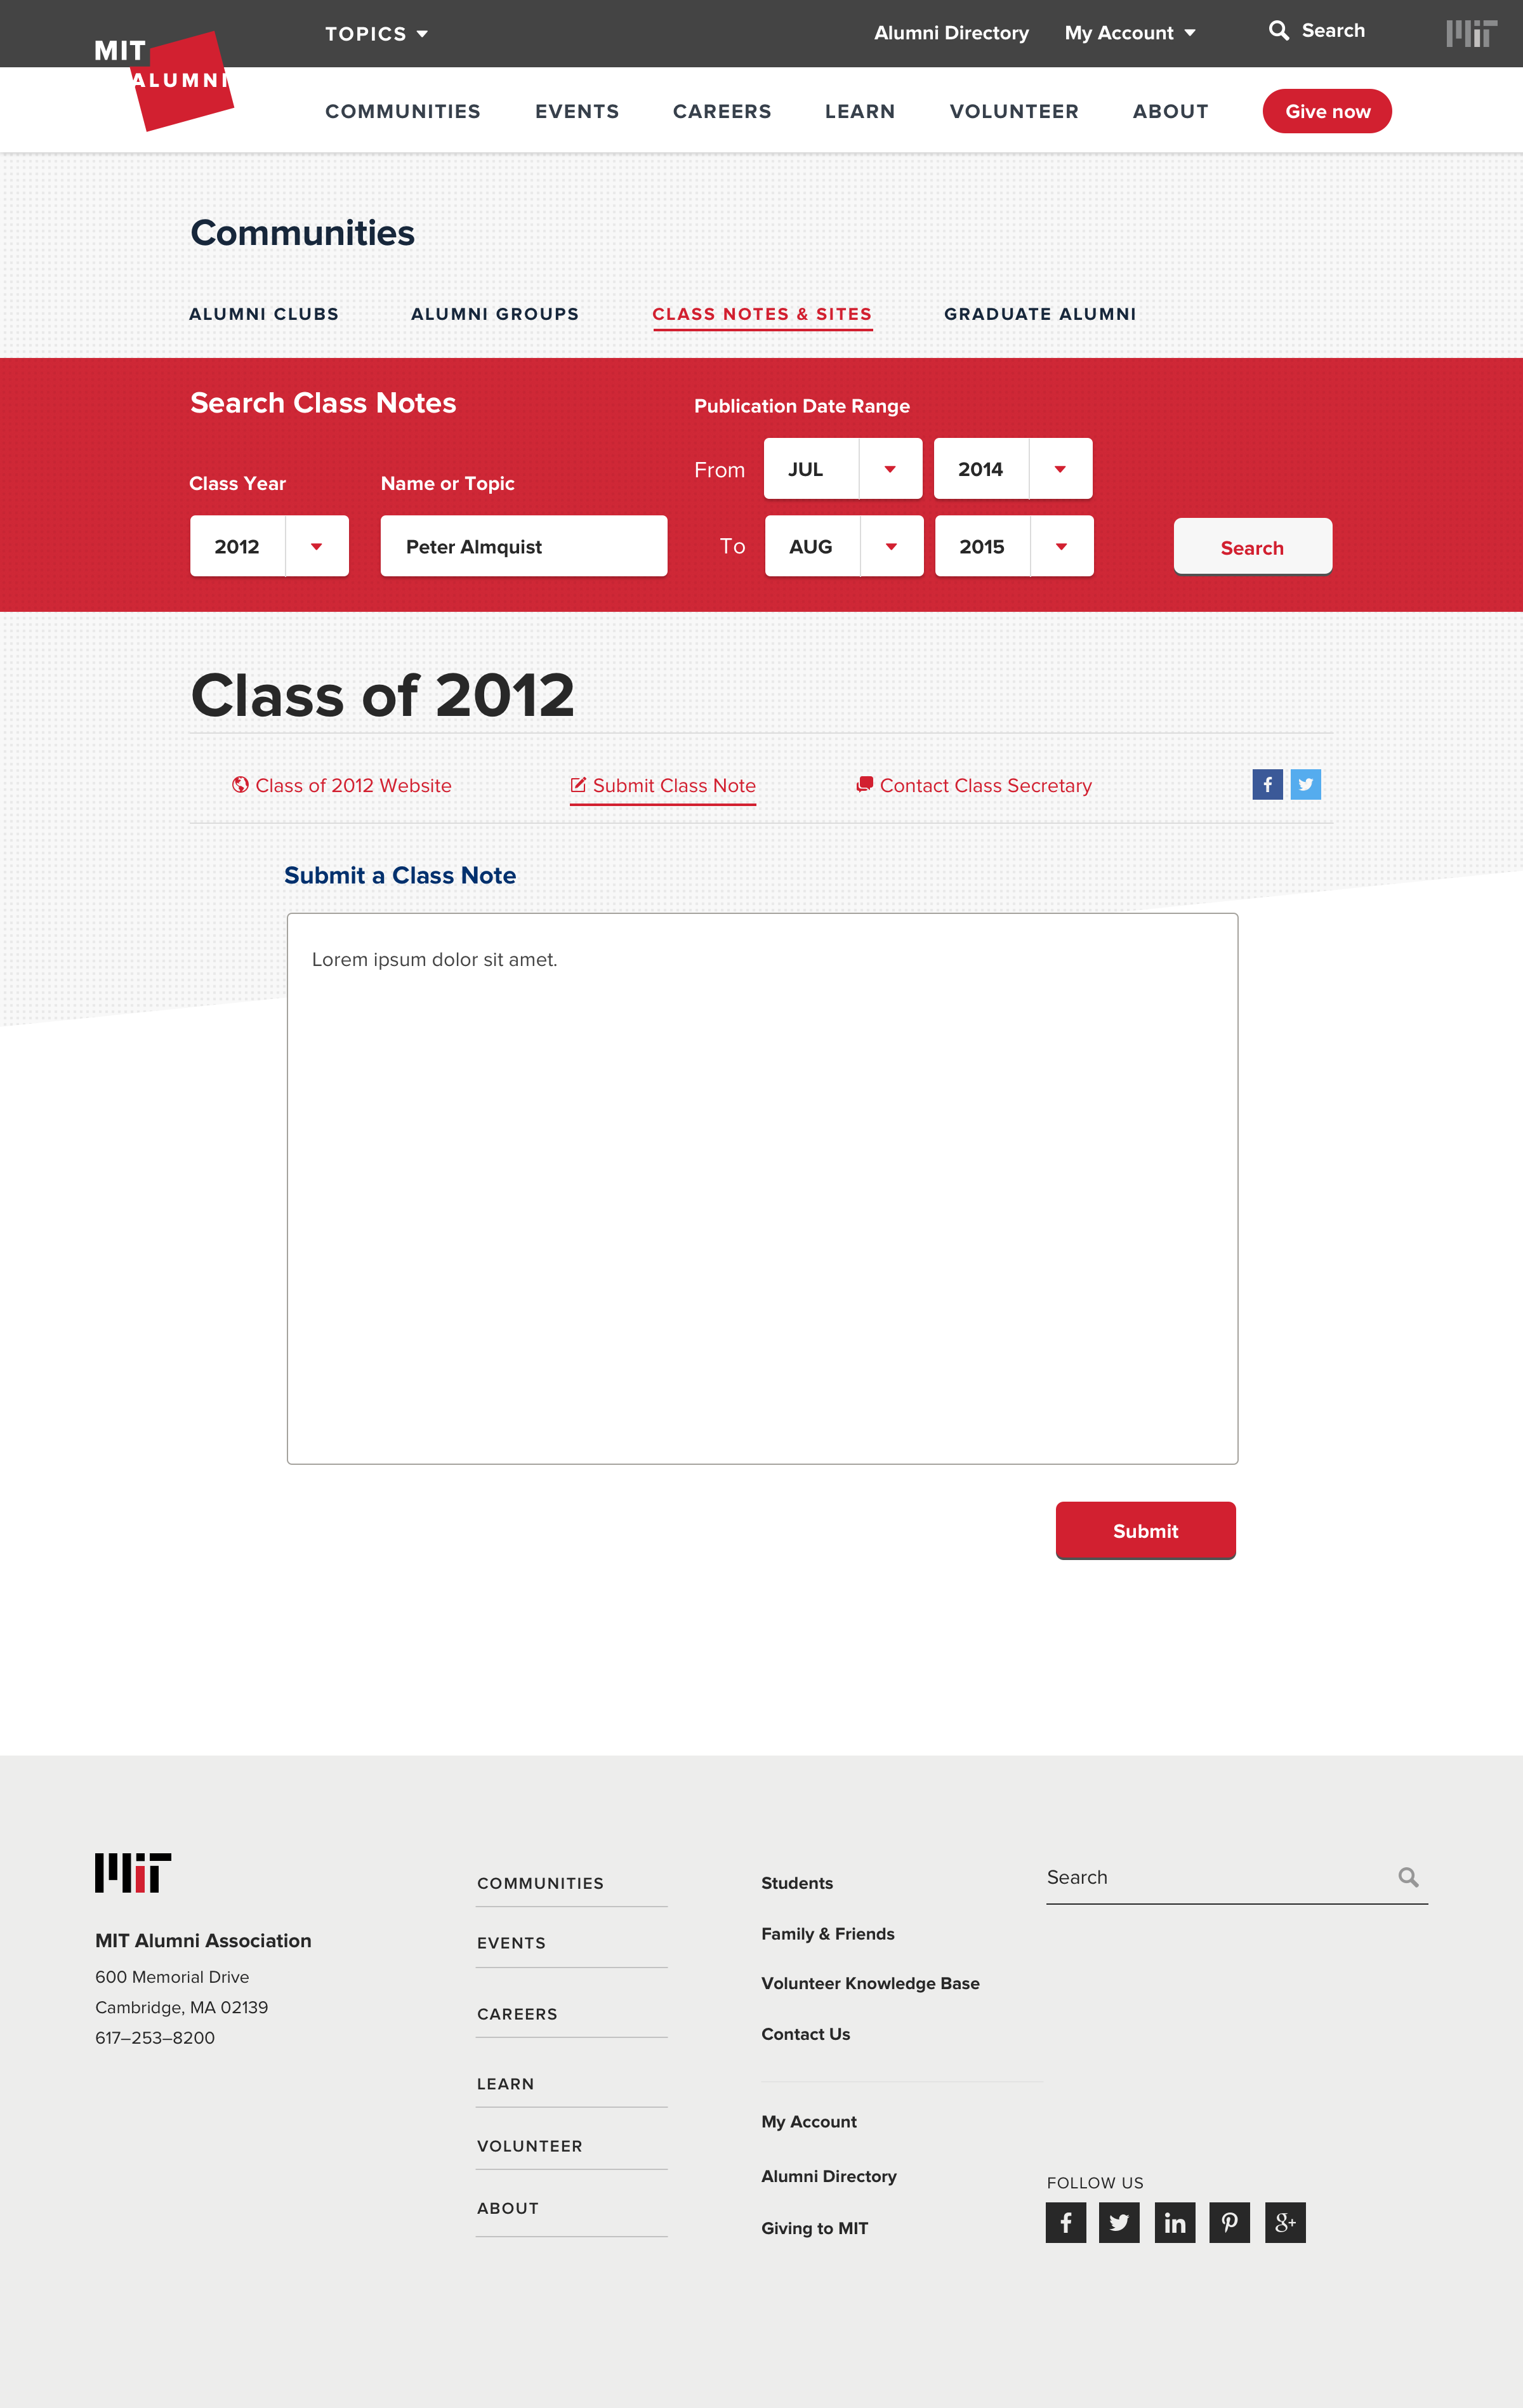 TOPICS
Alumni Directory
My Account
Search
MIT
ALUMNI
COMMUNITIES
EVENTS
CAREERS
LEARN
VOLUNTEER
ABOUT
Give now
Communities
ALUMNI CLUBS
ALUMNI GROUPS
CLASS NOTES & SITES
GRADUATE ALUMNI
Search Class Notes
Publication Date Range
From
JUL
2014
Class Year
Name or Topic
2012
Peter Almquist
To
AUG
2015
Search
Class of 2012
Class of 2012 Website
Submit Class Note
Contact Class Secretary
Submit a Class Note
Lorem ipsum dolor sit amet.
Submit
MIT Alumni Association
600 Memorial Drive
Cambridge, MA 02139
617–253–8200
COMMUNITIES
EVENTS
CAREERS
LEARN
VOLUNTEER
ABOUT
Students
Family & Friends
Volunteer Knowledge Base
Contact Us
My Account
Alumni Directory
Giving to MIT
Search
FOLLOW US